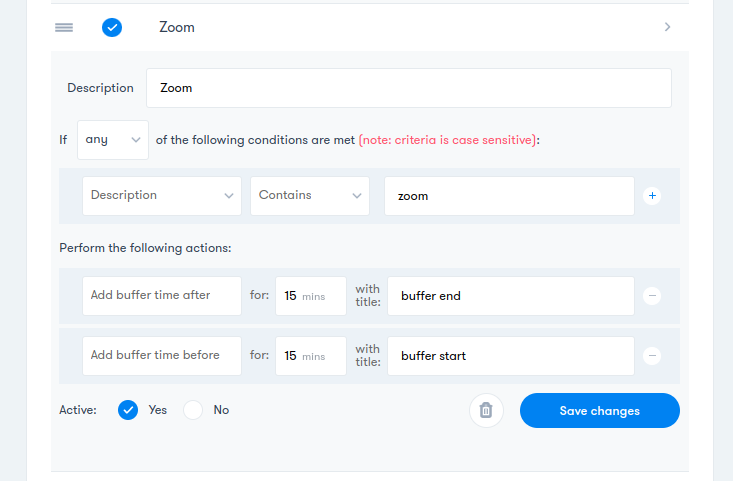 Zoom
Description Zoom
If any of the following conditions are met (note: criteria is case sensitive):
Description Contains zoom +
Perform the following actions:
Add buffer time after for: 15 mins with title: buffer end
Add buffer time before for: 15 mins with title: buffer start
Active: Yes No Save changes